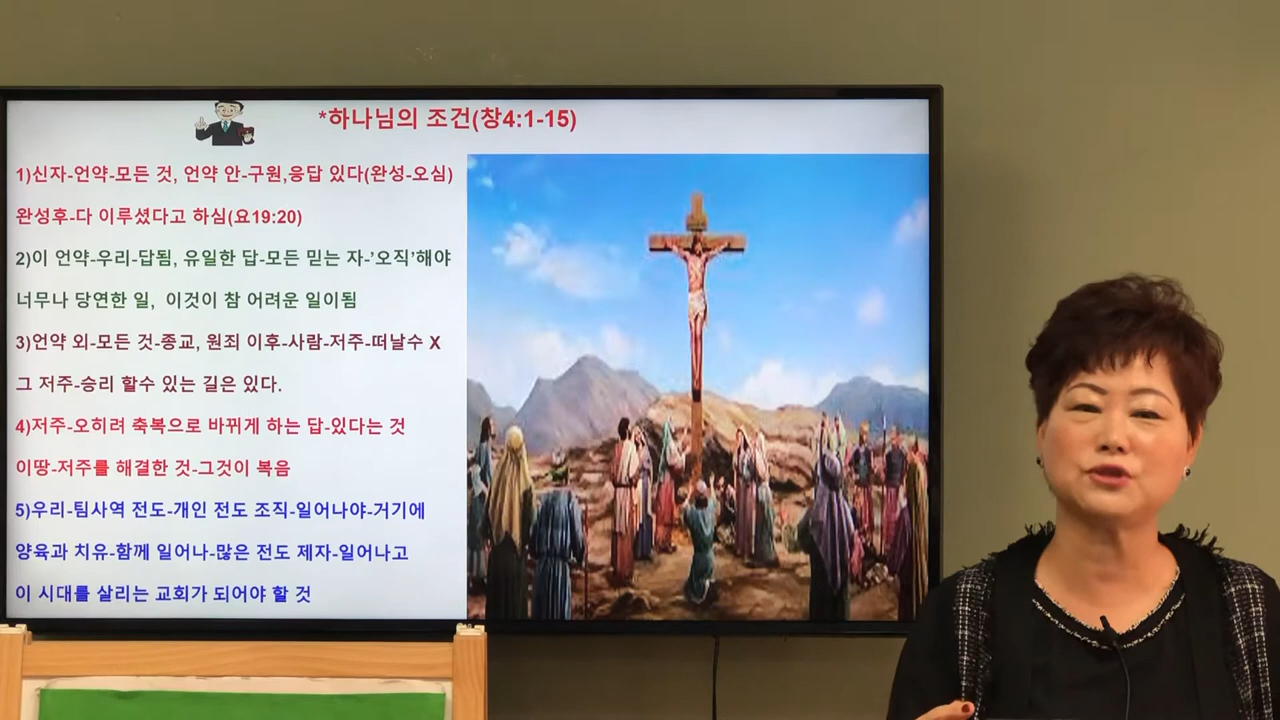 *하나님의 조건(창4:1-15)
1)신자-언약-모든 것, 언약 안-구원,응답 있다(완성-오심)
완성후-다 이루셨다고 하심(요19:20)
2)이 언약-우리-답됨, 유일한 답-모든 믿는 자-’오직’해야
너무나 당연한 일, 이것이 참 어려운 일이됨
3)언약 외-모든 것-종교, 원죄 이후-사람-저주-떠날수 X
그 저주-승리 할수 있는 길은 있다.
4)저주-오히려 축복으로 바뀌게 하는 답-있다는 것
이땅-저주를 해결한 것-그것이 복음
5)우리-팀사역 전도-개인 전도 조직-일어나야-거기에
양육과 치유-함께 일어나-많은 전도 제자-일어나고
이 시대를 살리는 교회가 되어야 할 것